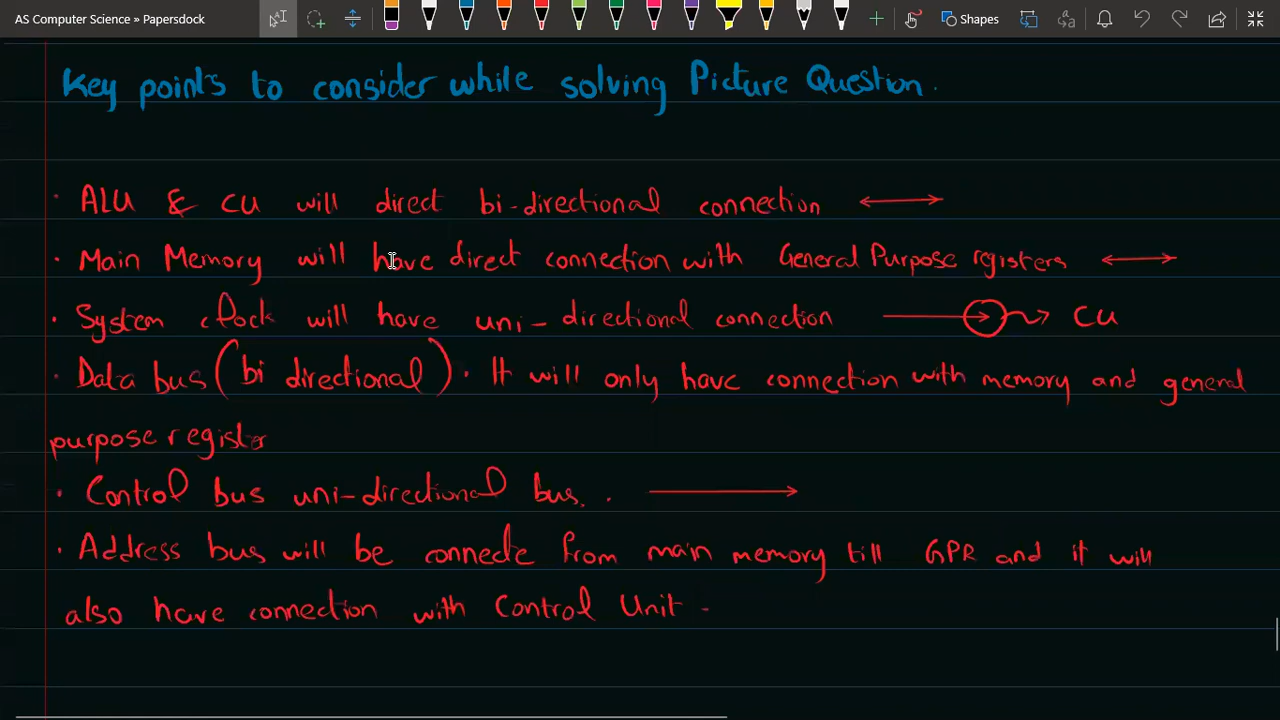 AS Computer Science » Papersdock
Shapes
Key points to consider while solving Picture Question.
· ALU & CU will direct bi-directional connection ⟷
· Main Memory will have direct connection with General Purpose registers ⟷
· System clock will have uni-directional connection → CU
· Data bus (bi directional). It will only have connection with memory and general
purpose register
· Control bus uni-directional bus. →
· Address bus will be connecte from main memory till GPR and it will
also have connection with Control Unit -